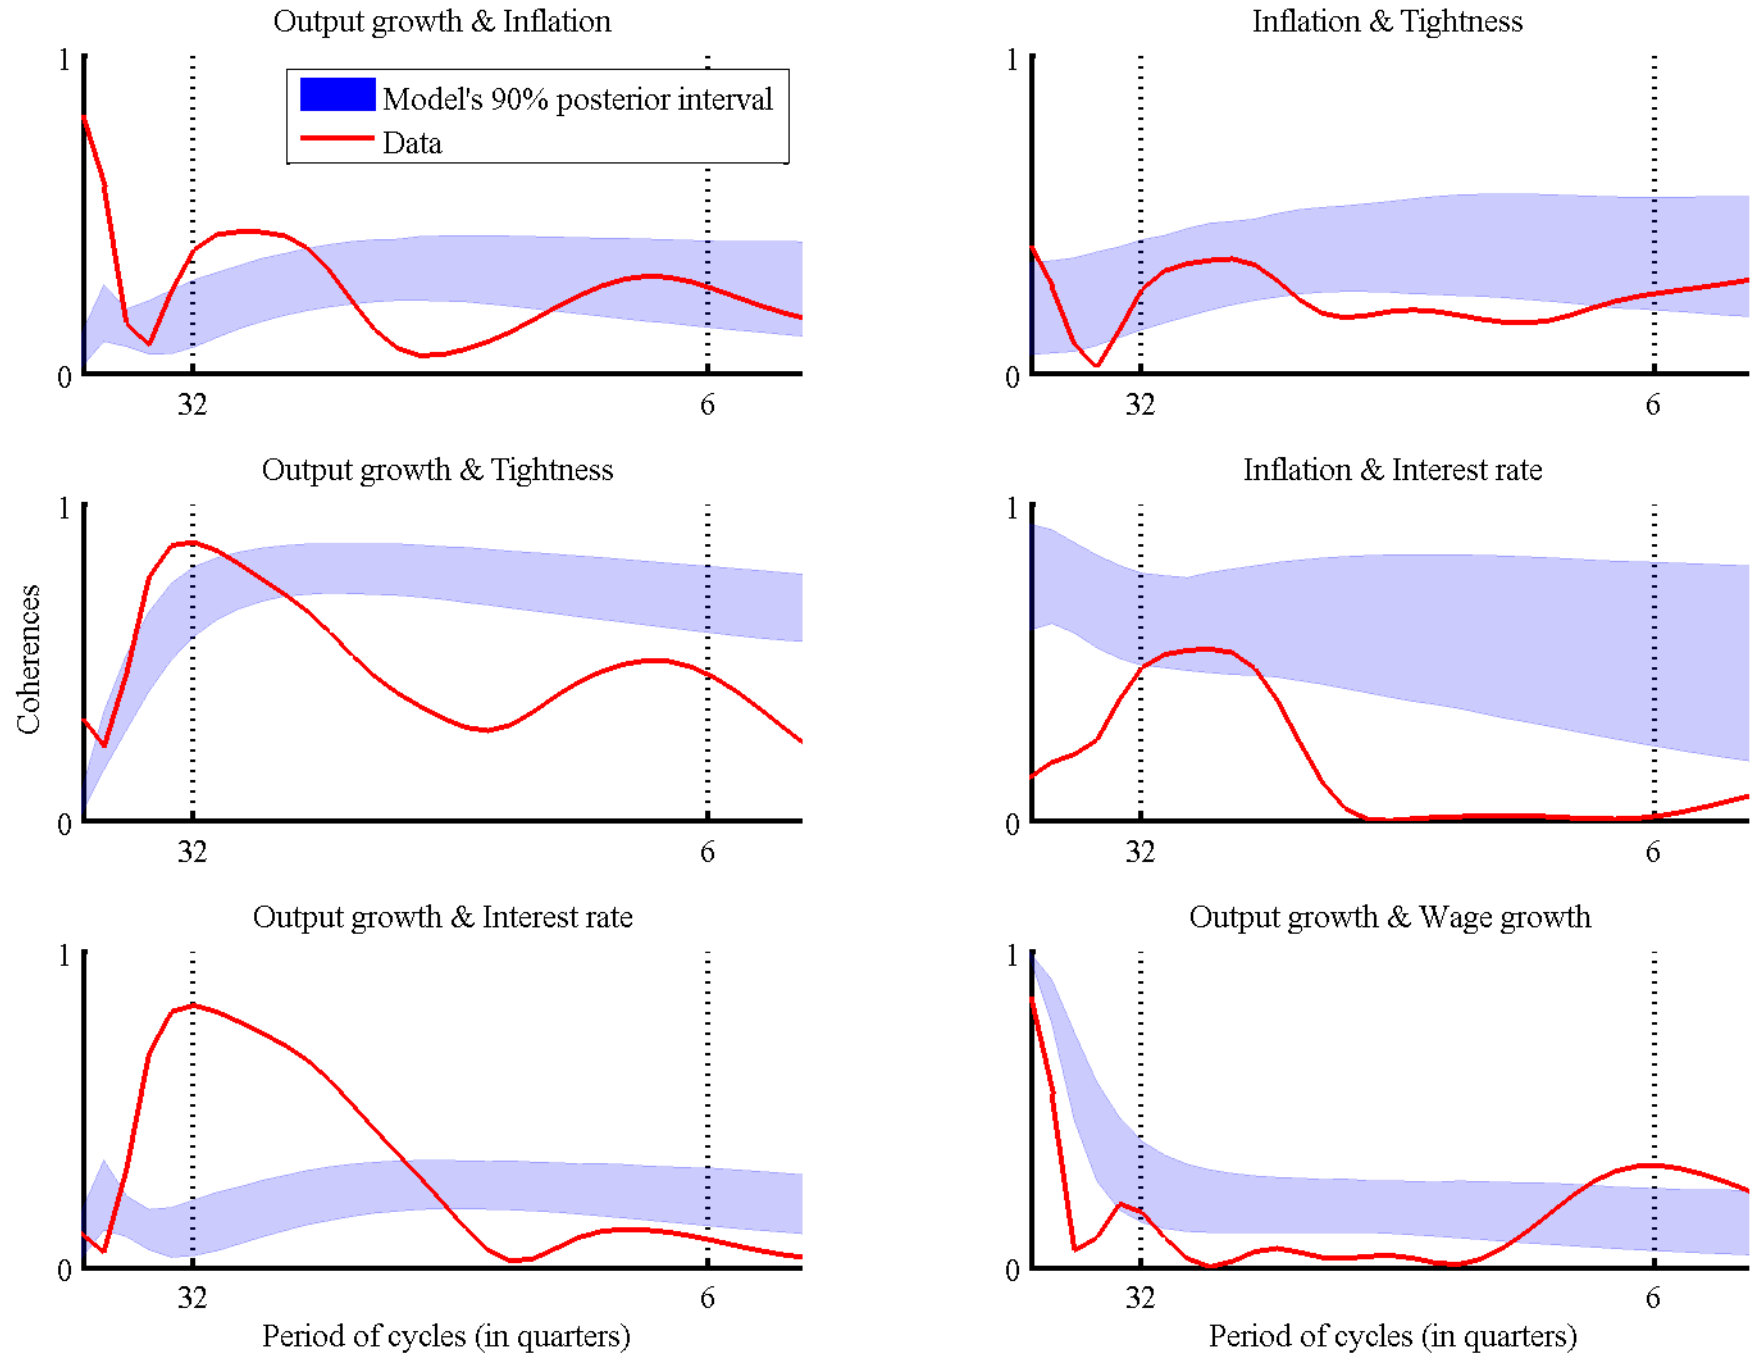 Output growth & Inflation
1
Model's 90% posterior interval
Data
0
32
6
Inflation & Tightness
1
0
32
6
Output growth & Tightness
1
0
32
6
Inflation & Interest rate
1
0
32
6
Coherences
Output growth & Interest rate
1
0
32
6
Period of cycles (in quarters)
Output growth & Wage growth
1
0
32
6
Period of cycles (in quarters)